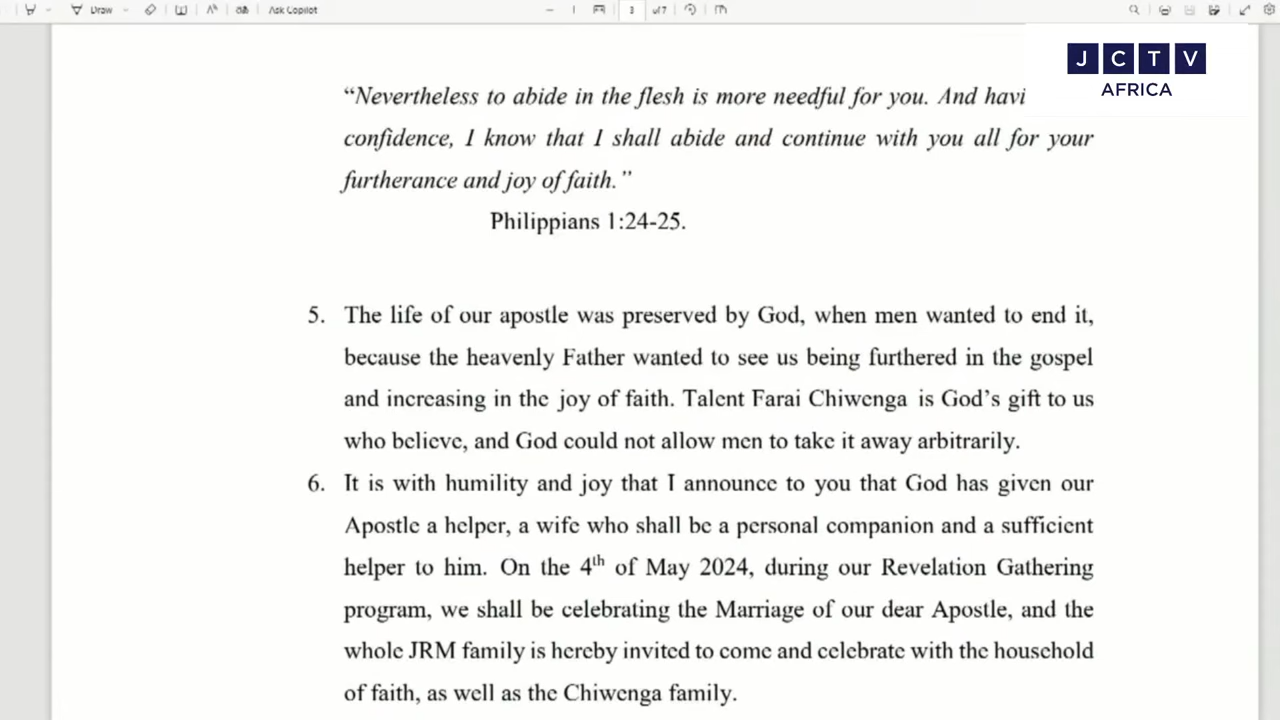 Draw
Ask Copilot
3 of 7
J C T V
AFRICA
“Nevertheless to abide in the flesh is more needful for you. And havi
confidence, I know that I shall abide and continue with you all for your
furtherance and joy of faith.”
Philippians 1:24-25.
5. The life of our apostle was preserved by God, when men wanted to end it,
because the heavenly Father wanted to see us being furthered in the gospel
and increasing in the joy of faith. Talent Farai Chiwenga is God’s gift to us
who believe, and God could not allow men to take it away arbitrarily.
6. It is with humility and joy that I announce to you that God has given our
Apostle a helper, a wife who shall be a personal companion and a sufficient
helper to him. On the 4th of May 2024, during our Revelation Gathering
program, we shall be celebrating the Marriage of our dear Apostle, and the
whole JRM family is hereby invited to come and celebrate with the household
of faith, as well as the Chiwenga family.